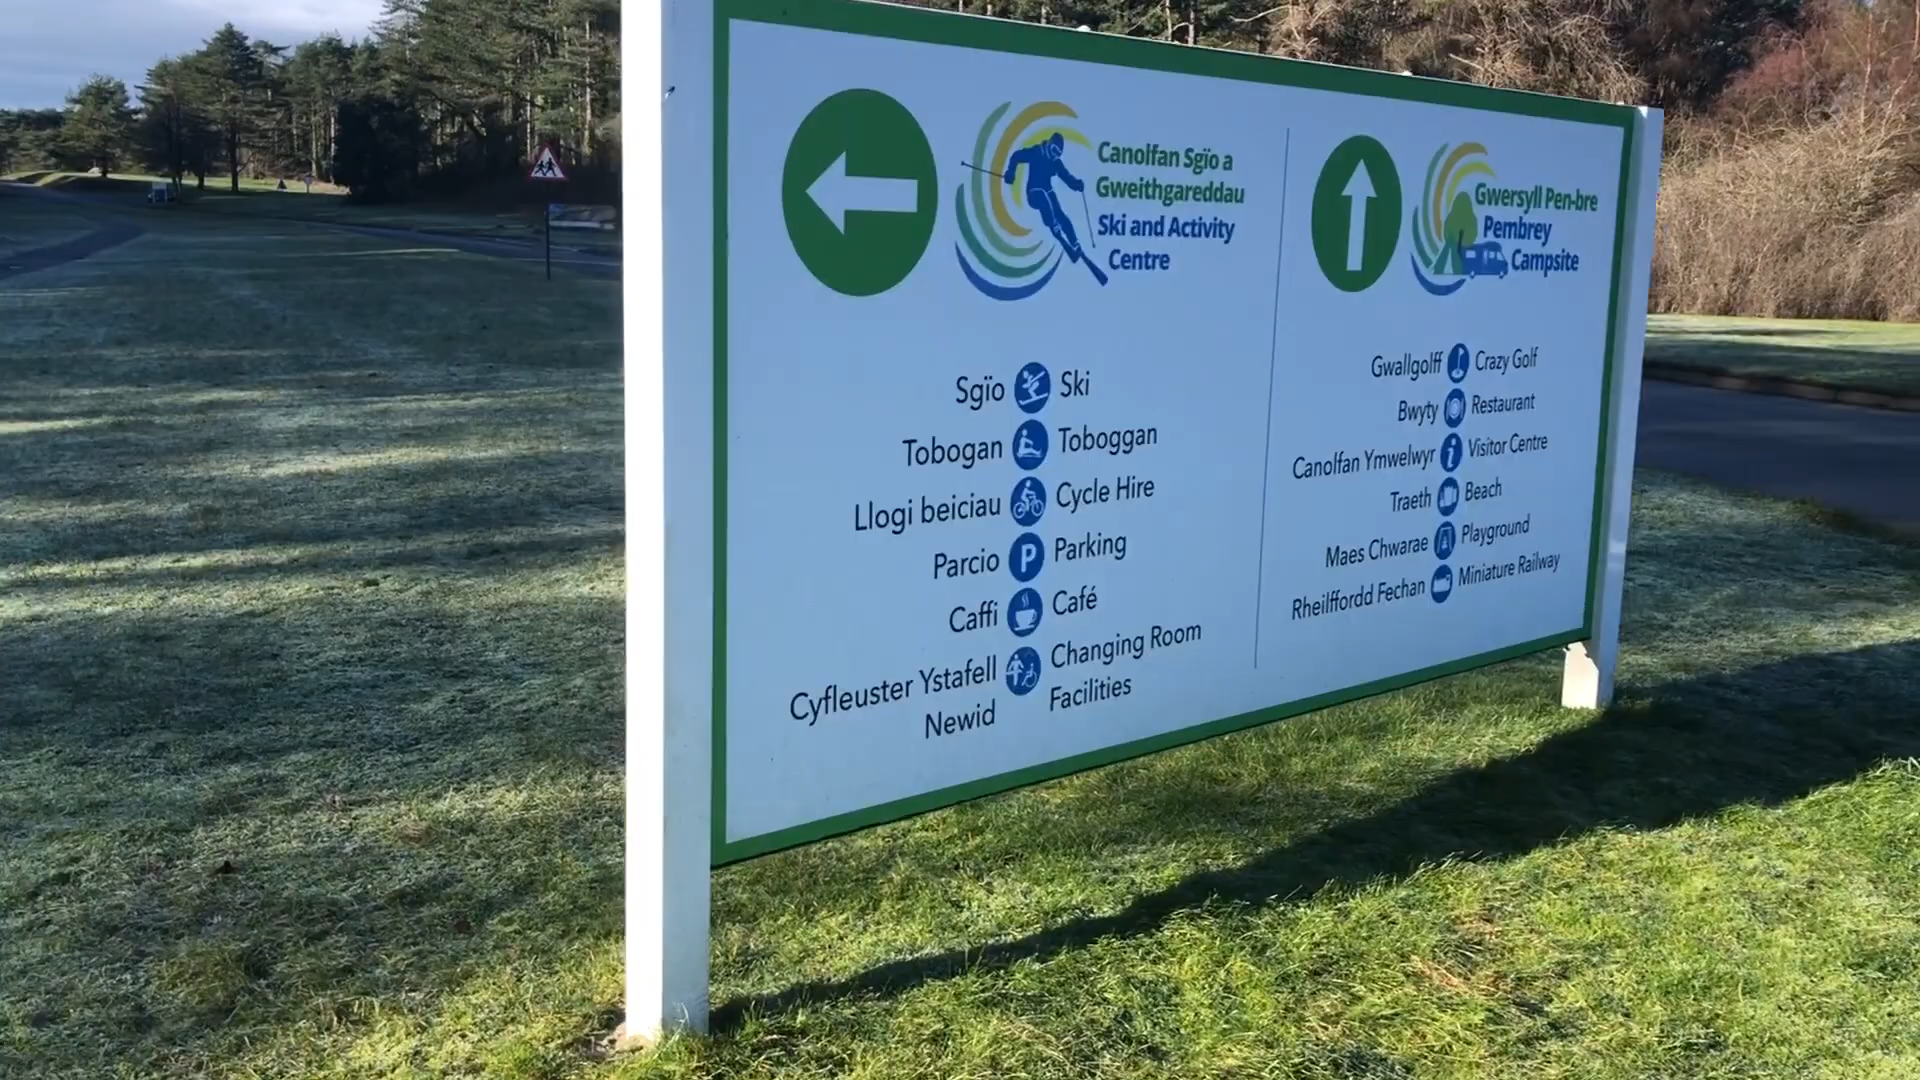 Canolfan Sgïo a
Gweithgareddau
Ski and Activity
Centre
Sgïo Ski
Tobogan Toboggan
Llogi beiciau Cycle Hire
Parcio P Parking
Caffi Café
Cyfleuster Ystafell Changing Room
Newid Facilities
Gwersyll Pen-bre
Pembrey
Campsite
Gwallgolff Crazy Golf
Bwyty Restaurant
Canolfan Ymwelwyr i Visitor Centre
Traeth Beach
Maes Chwarae Playground
Rheilffordd Fechan Miniature Railway